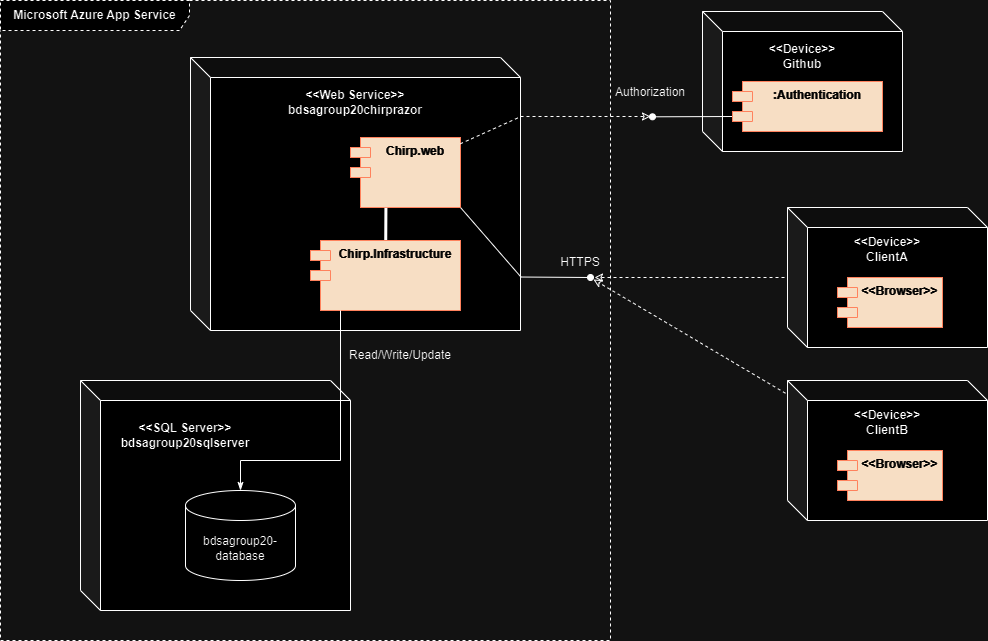 Microsoft Azure App Service
<<Web Service>>
bdsagroup20chirprazor
Chirp.web
Chirp.Infrastructure
Read/Write/Update
<<SQL Server>>
bdsagroup20sqlserver
bdsagroup20-
database
Authorization
<<Device>>
Github
:Authentication
HTTPS
<<Device>>
ClientA
<<Browser>>
<<Device>>
ClientB
<<Browser>>